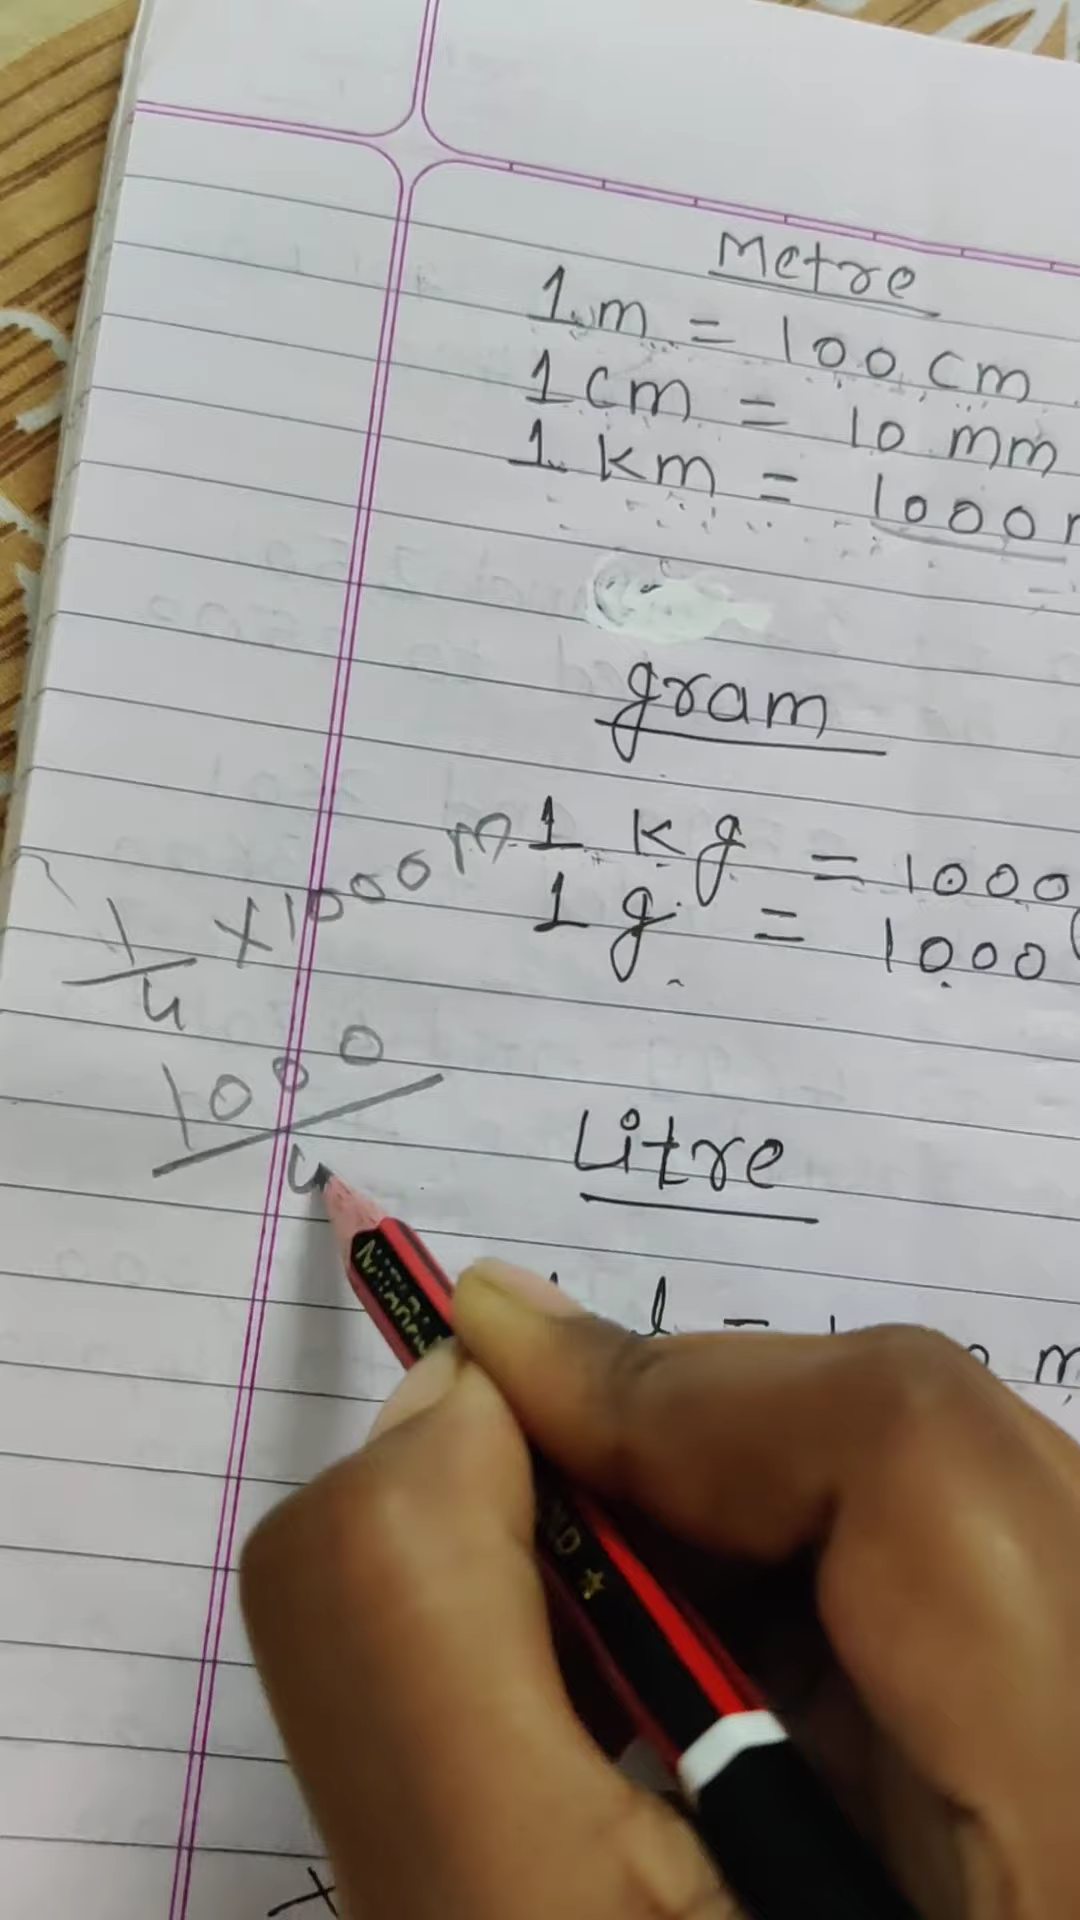 Metre
1 m = 100 cm
1 cm = 10 mm
1 km = 1000
gram
1 kg = 1000
1 g = 1000
1/4 × 1000 m
1000/4
Litre
l =
m
×